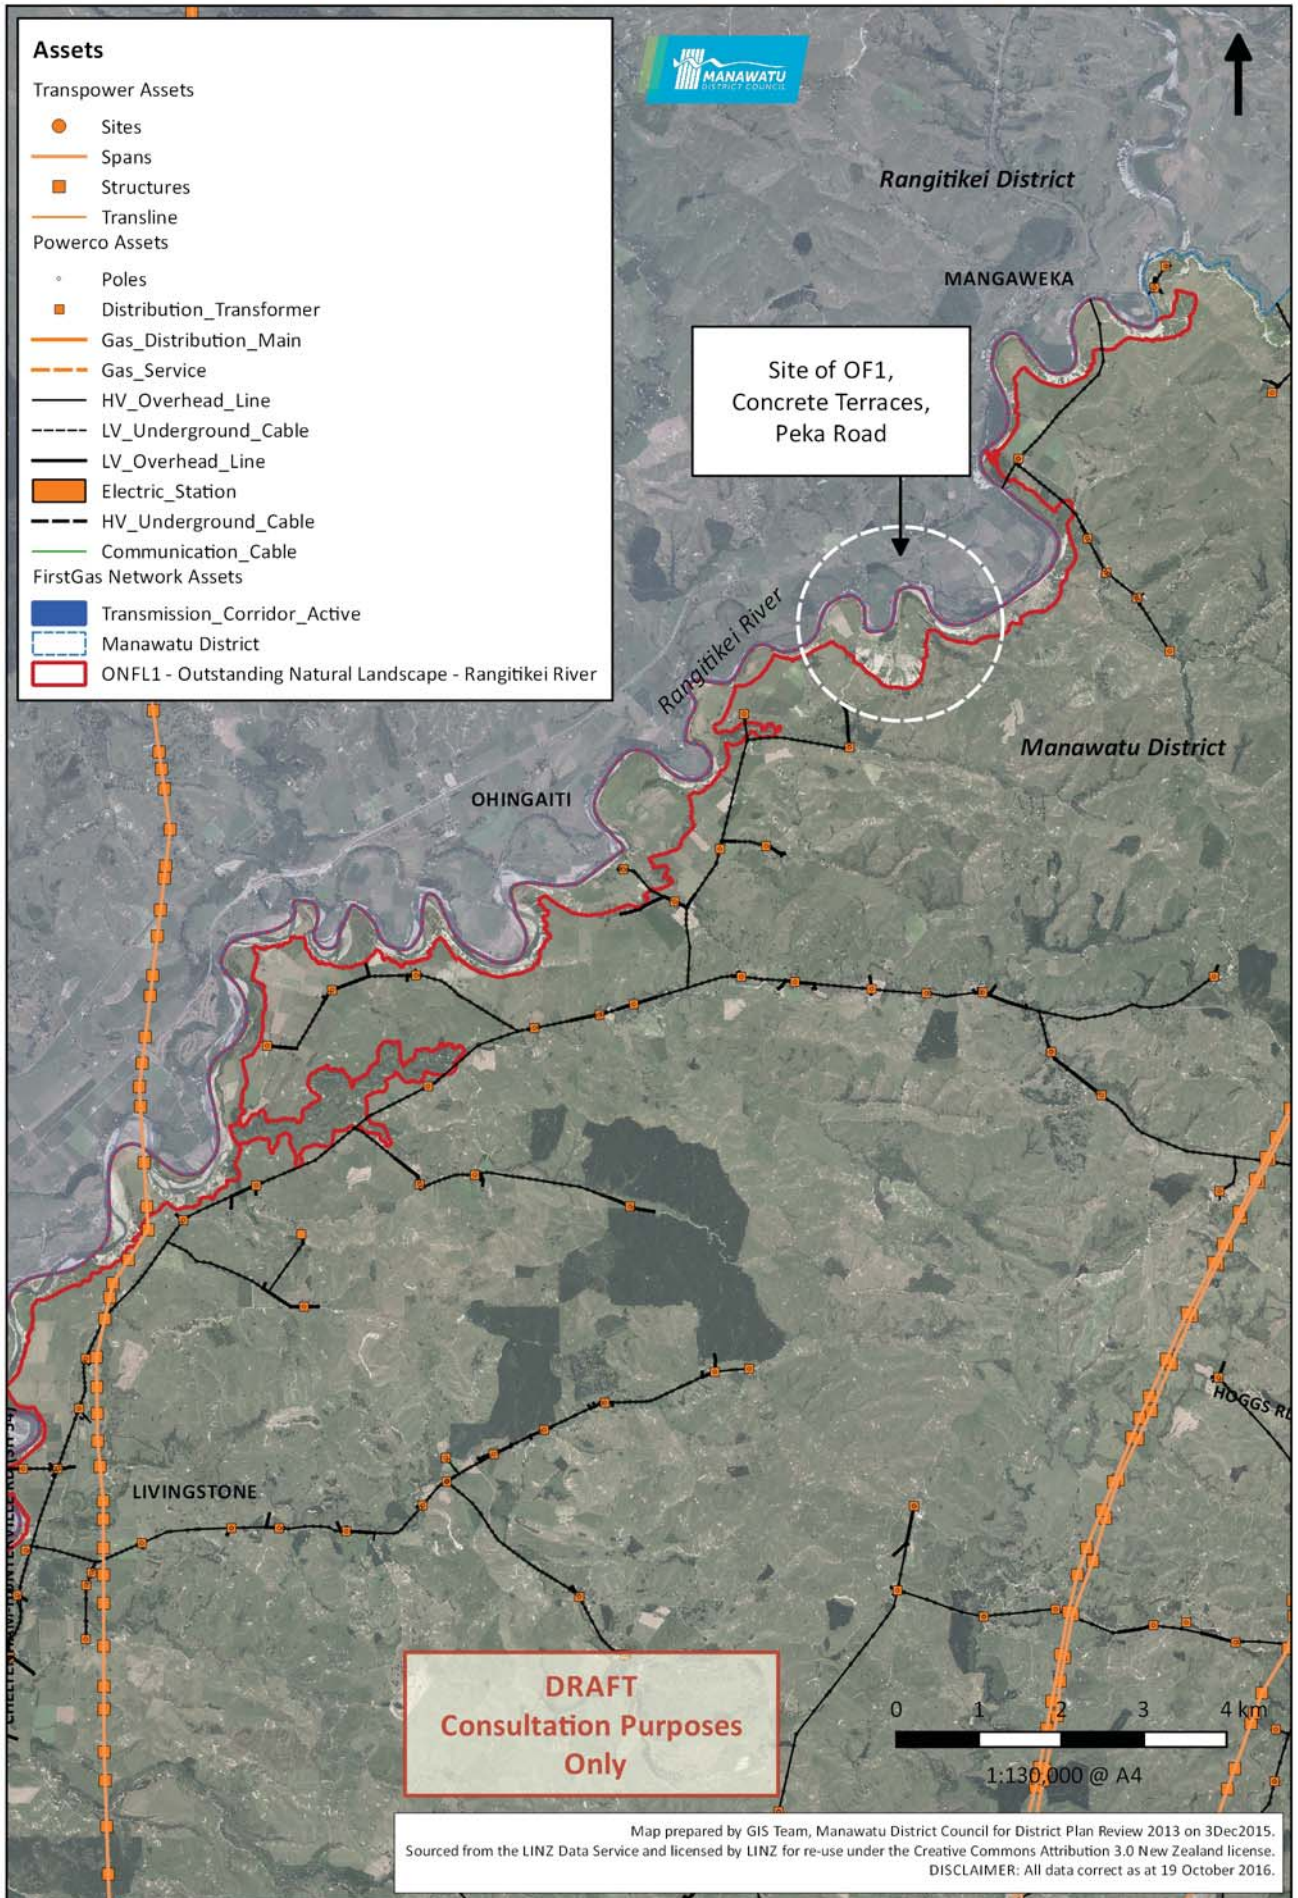 Assets
Transpower Assets
Sites
Spans
Structures
Transline
Powerco Assets
Poles
Distribution_Transformer
Gas_Distribution_Main
Gas_Service
HV_Overhead_Line
LV_Underground_Cable
LV_Overhead_Line
Electric_Station
HV_Underground_Cable
Communication_Cable
FirstGas Network Assets
Transmission_Corridor_Active
Manawatu District
ONFL1 - Outstanding Natural Landscape - Rangitikei River
MANAWATU
DISTRICT COUNCIL
Rangitikei District
MANGAWEKA
Site of OF1,
Concrete Terraces,
Peka Road
Rangitikei River
Manawatu District
OHINGAITI
HOGGS RD
LIVINGSTONE
DRAFT
Consultation Purposes
Only
0 1 2 3 4 km
1:130,000 @ A4
Map prepared by GIS Team, Manawatu District Council for District Plan Review 2013 on 3Dec2015.
Sourced from the LINZ Data Service and licensed by LINZ for re-use under the Creative Commons Attribution 3.0 New Zealand license.
DISCLAIMER: All data correct as at 19 October 2016.